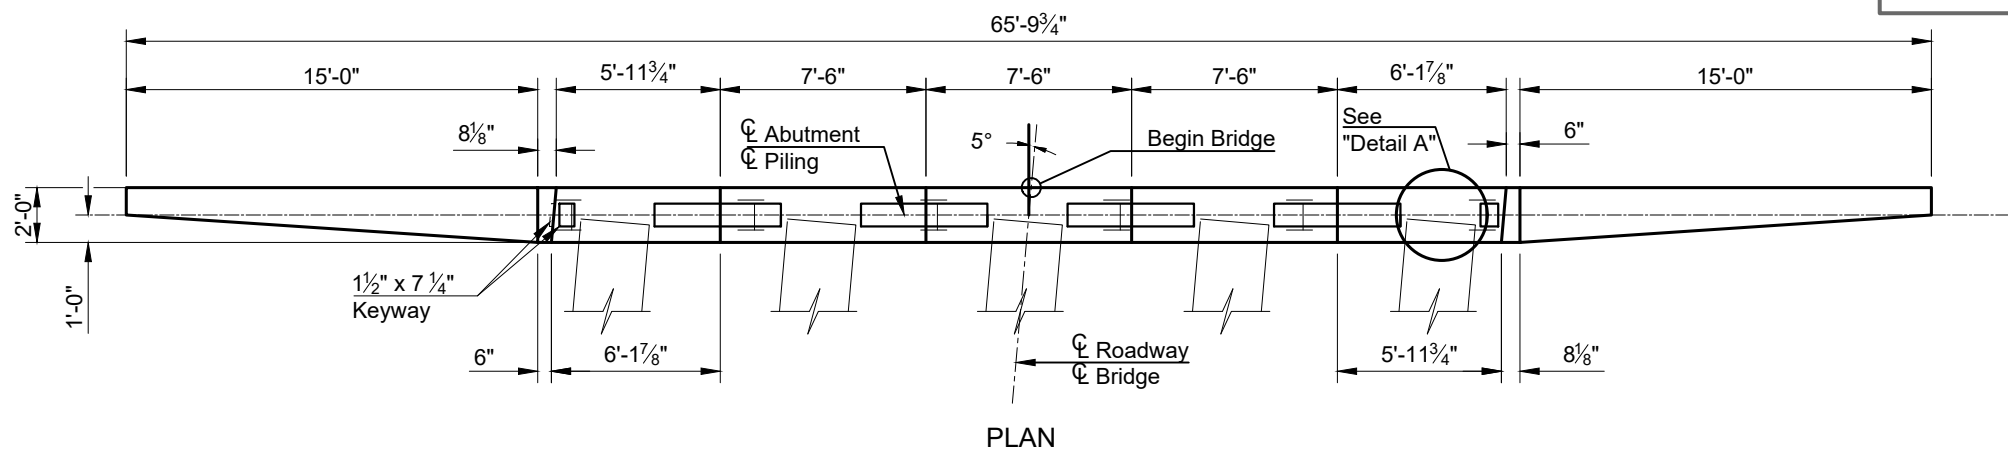 65'-9¾"
15'-0"
5'-11¾"
7'-6"
7'-6"
7'-6"
6'-1⅞"
15'-0"
8⅛"
℄ Abutment
℄ Piling
5°
Begin Bridge
See
"Detail A"
6"
2'-0"
1'-0"
1½" x 7 ¼"
Keyway
6"
6'-1⅞"
℄ Roadway
℄ Bridge
5'-11¾"
8⅛"
PLAN